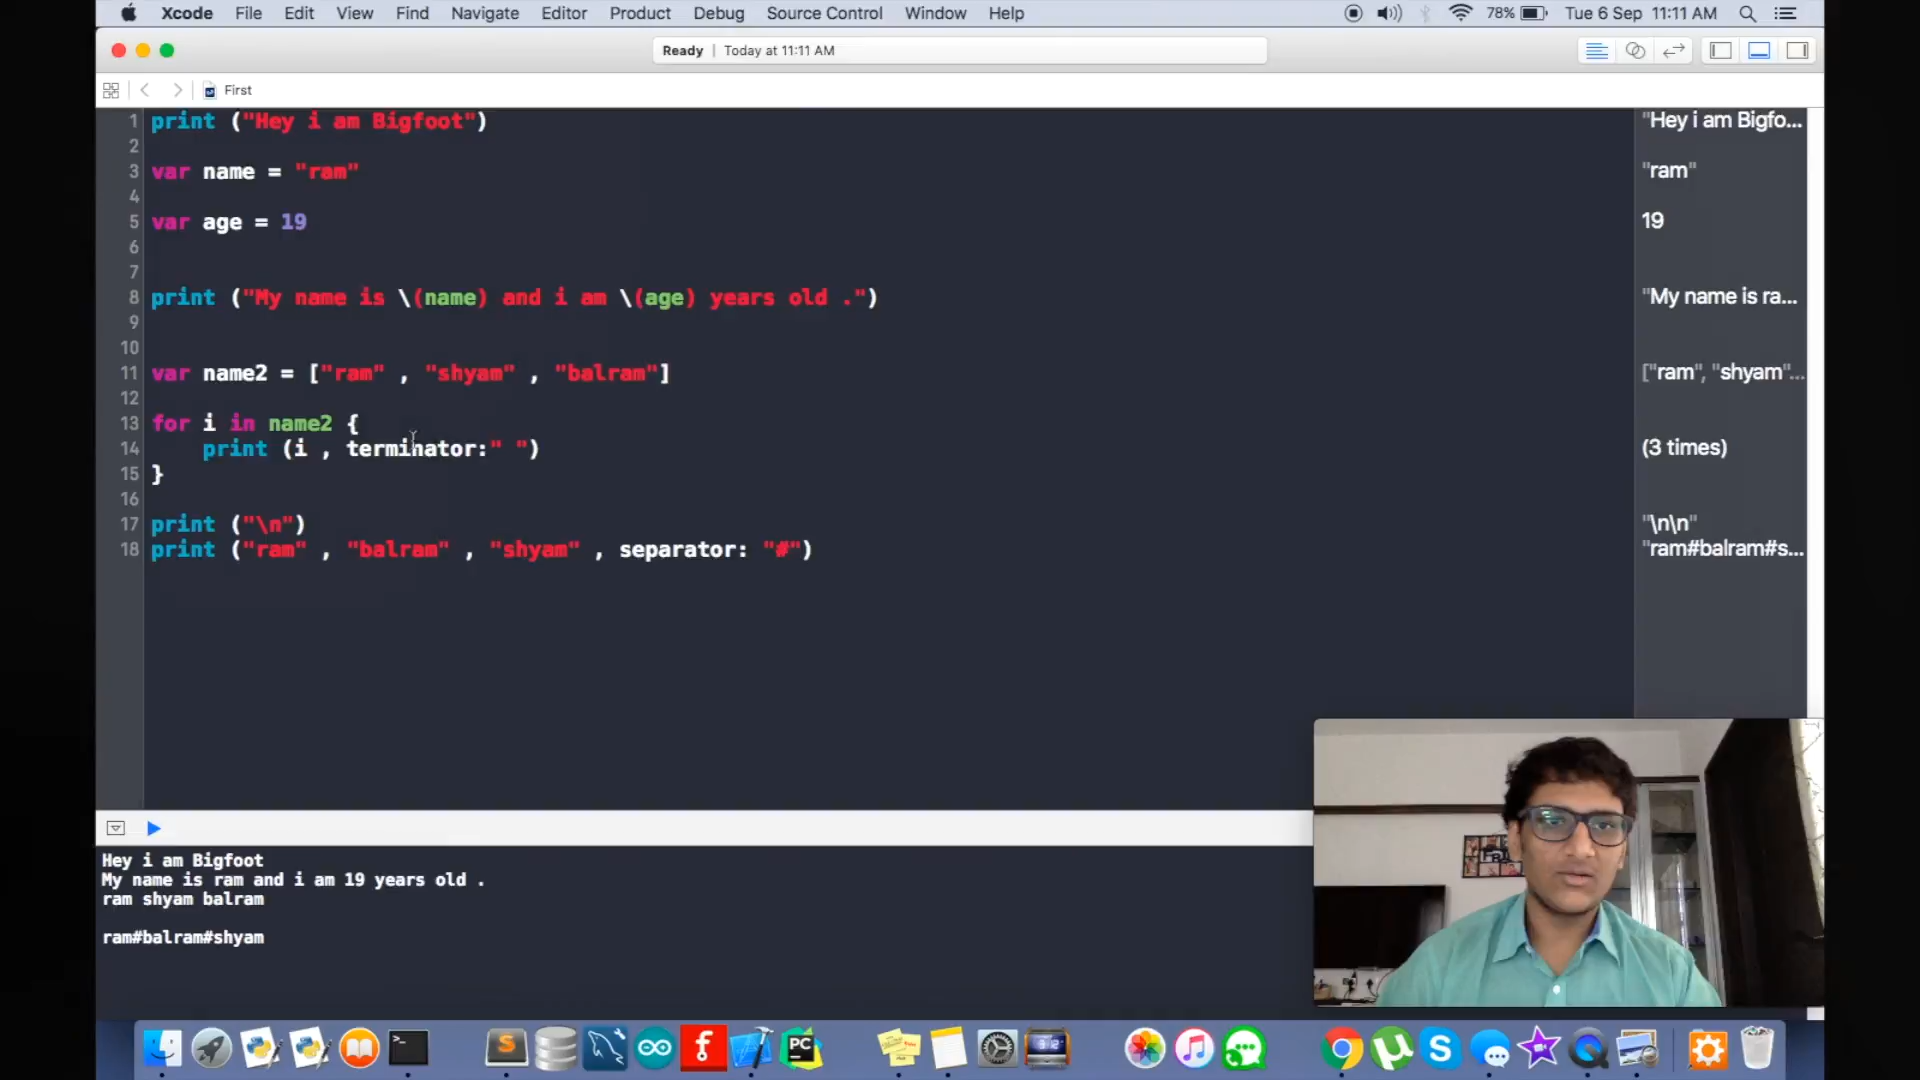 Xcode File Edit View Find Navigate Editor Product Debug Source Control Window Help 78% Tue 6 Sep 11:11 AM
Ready | Today at 11:11 AM
First
1 print ("Hey i am Bigfoot") "Hey i am Bigfo...
2
3 var name = "ram" "ram"
4
5 var age = 19 19
6
7
8 print ("My name is \(name) and i am \(age) years old .") "My name is ra...
9
10
11 var name2 = ["ram" , "shyam" , "balram"] ["ram", "shyam"...
12
13 for i in name2 {
14 print (i , terminator:" ") (3 times)
15 }
16
17 print ("\n") "\n\n"
18 print ("ram" , "balram" , "shyam" , separator: "#") "ram#balram#s...
Hey i am Bigfoot
My name is ram and i am 19 years old .
ram shyam balram
ram#balram#shyam
>_ S f PC S